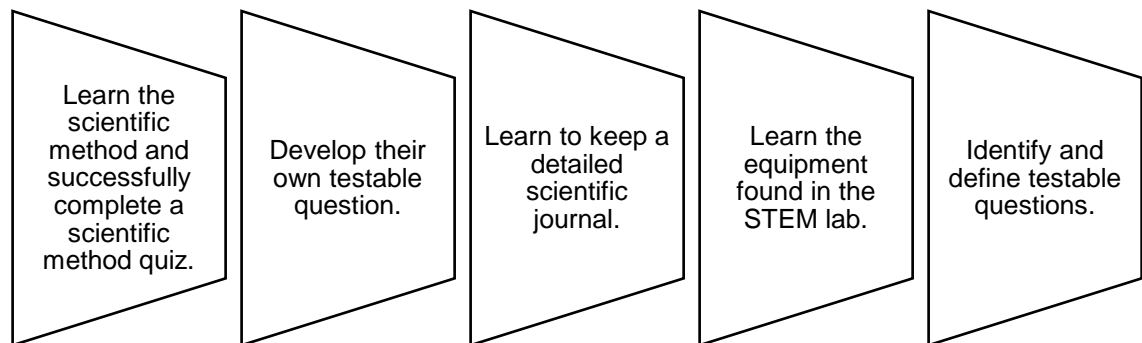 Learn the
scientific
method and
successfully
complete a
scientific
method quiz.
Develop their
own testable
question.
Learn to keep a
detailed
scientific
journal.
Learn the
equipment
found in the
STEM lab.
Identify and
define testable
questions.